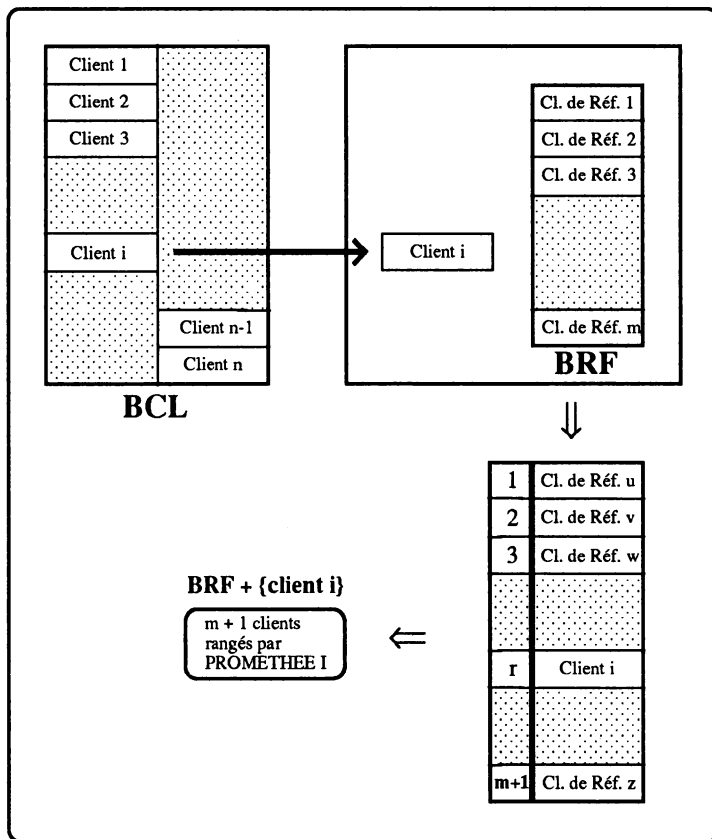 Client 1
Client 2
Client 3
Client i
Client n-1
Client n
BCL
Client i
Cl. de Réf. 1
Cl. de Réf. 2
Cl. de Réf. 3
Cl. de Réf. m
BRF
⇓
1 Cl. de Réf. u
2 Cl. de Réf. v
3 Cl. de Réf. w
r Client i
m+1 Cl. de Réf. z
⇐
BRF + {client i}
m + 1 clients
rangés par
PROMETHEE I